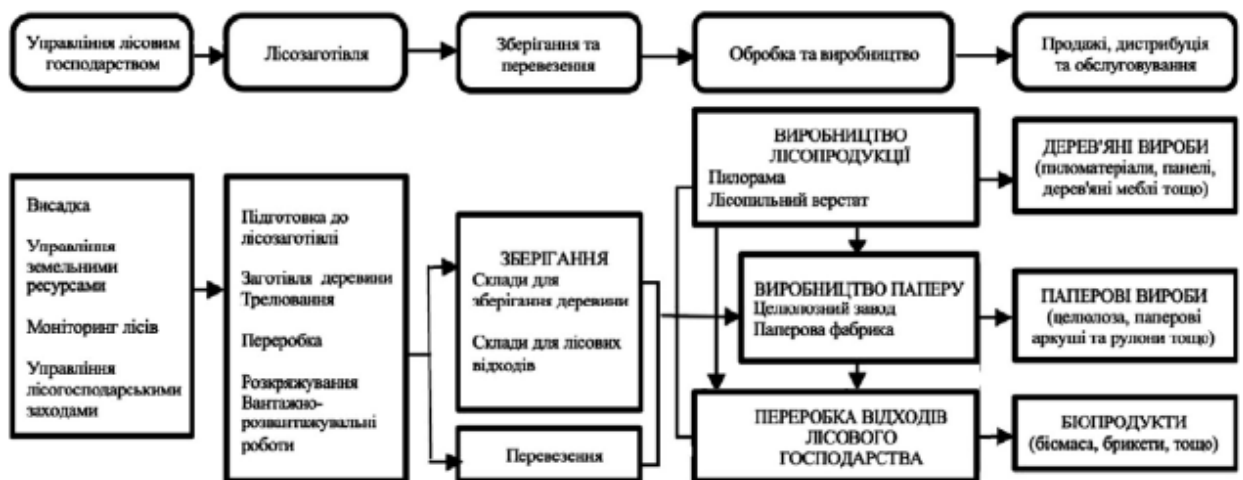 Управління лісовим
господарством
Лісозаготівля
Зберігання та
перевезення
Обробка та виробництво
Продажі, дистрибуція
та обслуговування
Висадка
Управління
земельними
ресурсами
Моніторинг лісів
Управління
лісогосподарськими
заходами
Підготовка до
лісозаготівлі
Заготівля деревини
Трелювання
Переробка
Розкряжування
Вантажно-
розвантажувальні
роботи
ЗБЕРІГАННЯ
Склади для
зберігання деревини
Склади для лісових
відходів
Перевезення
ВИРОБНИЦТВО
ЛІСОПРОДУКЦІЇ
Пилорама
Лісопильний верстат
ВИРОБНИЦТВО ПАПЕРУ
Целюлозний завод
Паперова фабрика
ПЕРЕРОБКА ВІДХОДІВ
ЛІСОВОГО
ГОСПОДАРСТВА
ДЕРЕВ'ЯНІ ВИРОБИ
(пиломатеріали, панелі,
дерев'яні меблі тощо)
ПАПЕРОВІ ВИРОБИ
(целюлоза, паперові
аркуші та рулони тощо)
БІОПРОДУКТИ
(біомаса, брикети, тощо)